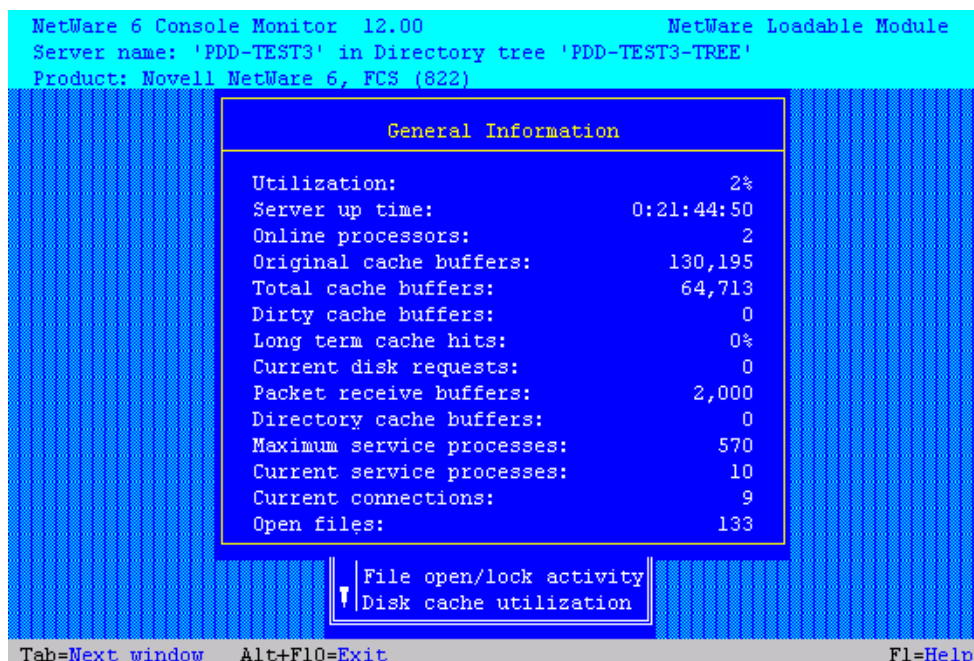 NetWare 6 Console Monitor 12.00 NetWare Loadable Module
Server name: 'PDD-TEST3' in Directory tree 'PDD-TEST3-TREE'
Product: Novell NetWare 6, FCS (822)
General Information
Utilization: 2%
Server up time: 0:21:44:50
Online processors: 2
Original cache buffers: 130,195
Total cache buffers: 64,713
Dirty cache buffers: 0
Long term cache hits: 0%
Current disk requests: 0
Packet receive buffers: 2,000
Directory cache buffers: 0
Maximum service processes: 570
Current service processes: 10
Current connections: 9
Open files: 133
File open/lock activity
Disk cache utilization
Tab=Next window Alt+F10=Exit F1=Help